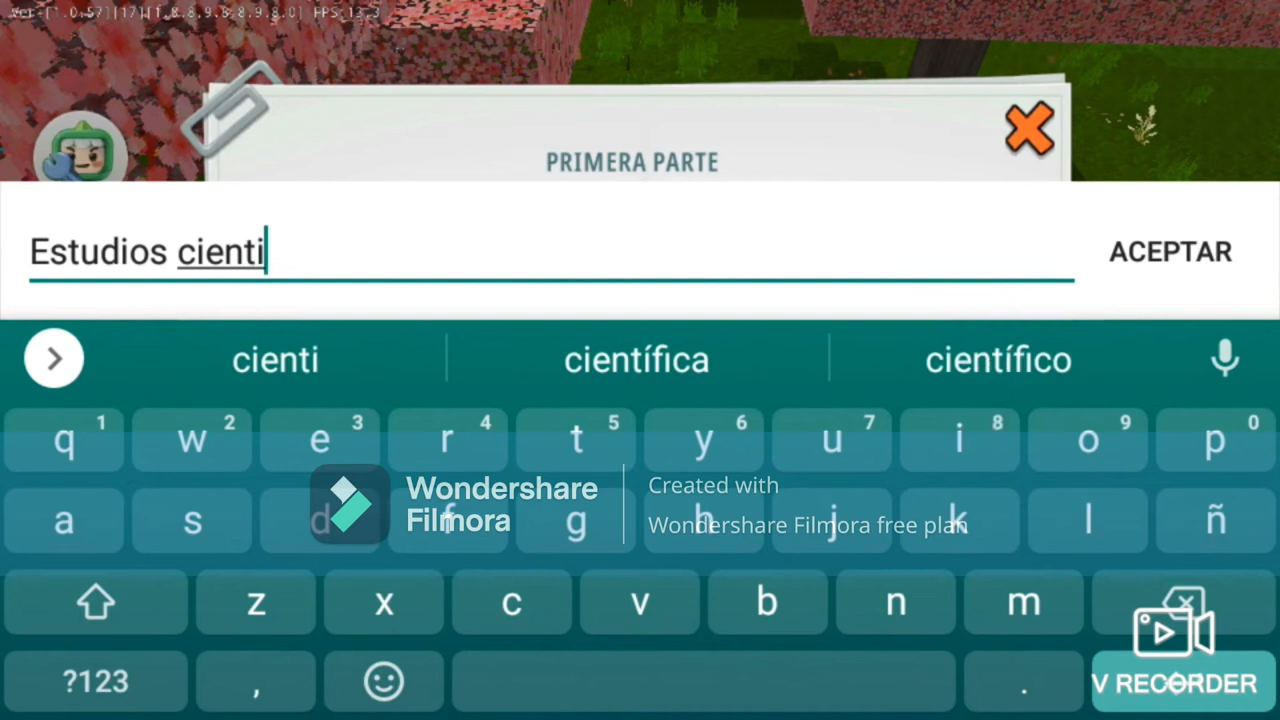 PRIMERA PARTE
Estudios cienti
ACEPTAR
cienti
científica
científico
q 1 w 2 e 3 r 4 t 5 y 6 u 7 i 8 o 9 p 0
a s d f g h j k l ñ
Wondershare
Filmora
Created with
Wondershare Filmora free plan
z x c v b n m
?123 , .
V RECORDER